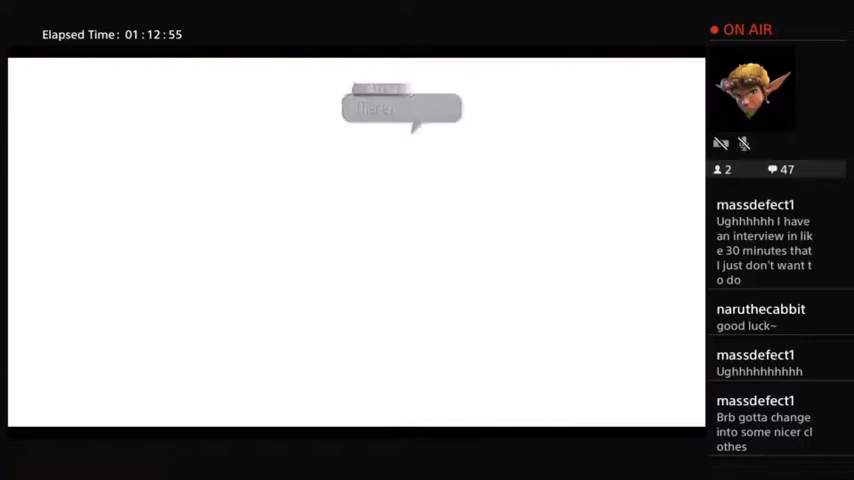 Elapsed Time: 01:12:55
ON AIR
2
47
massdefect1
Ughhhhhh I have
an interview in lik
e 30 minutes that
I just don't want t
o do
naruthecabbit
good luck~
massdefect1
Ughhhhhhhhhh
massdefect1
Brb gotta change
into some nicer cl
othes